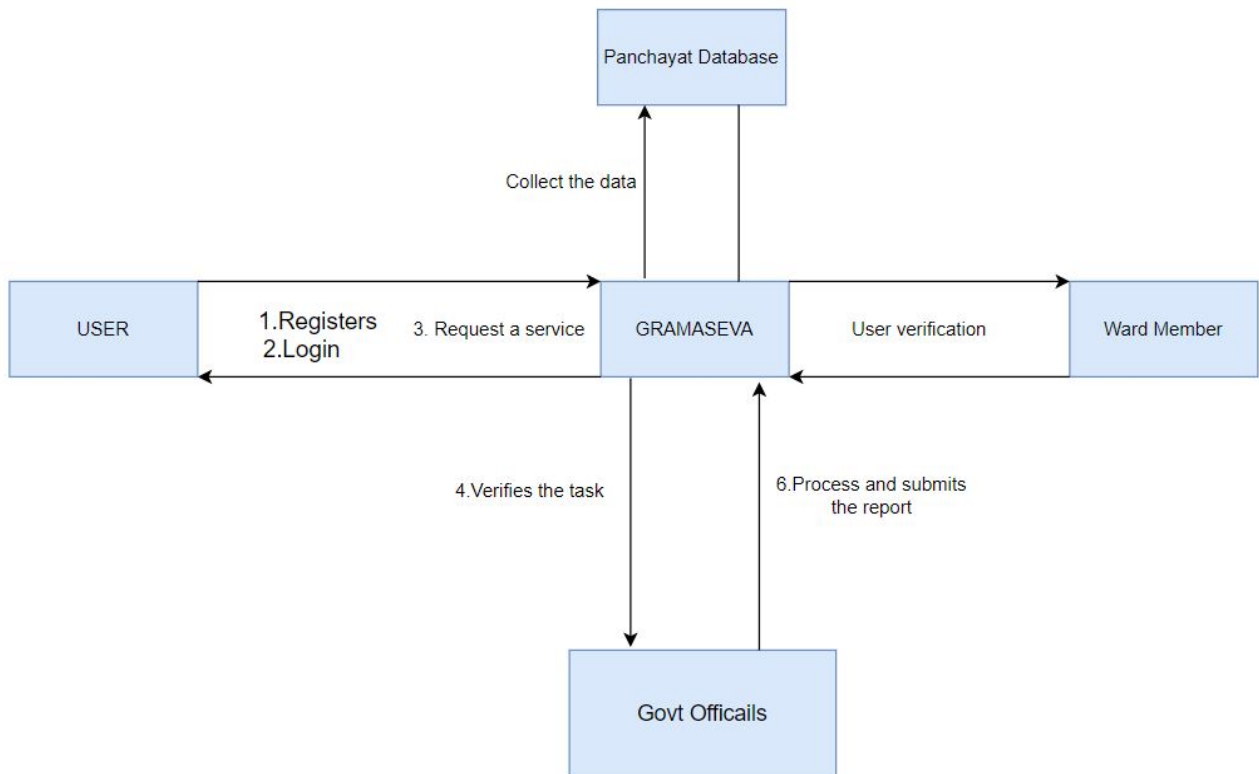 Panchayat Database
Collect the data
USER
1.Registers
2.Login
3. Request a service
GRAMASEVA
User verification
Ward Member
4.Verifies the task
6.Process and submits
the report
Govt Officails